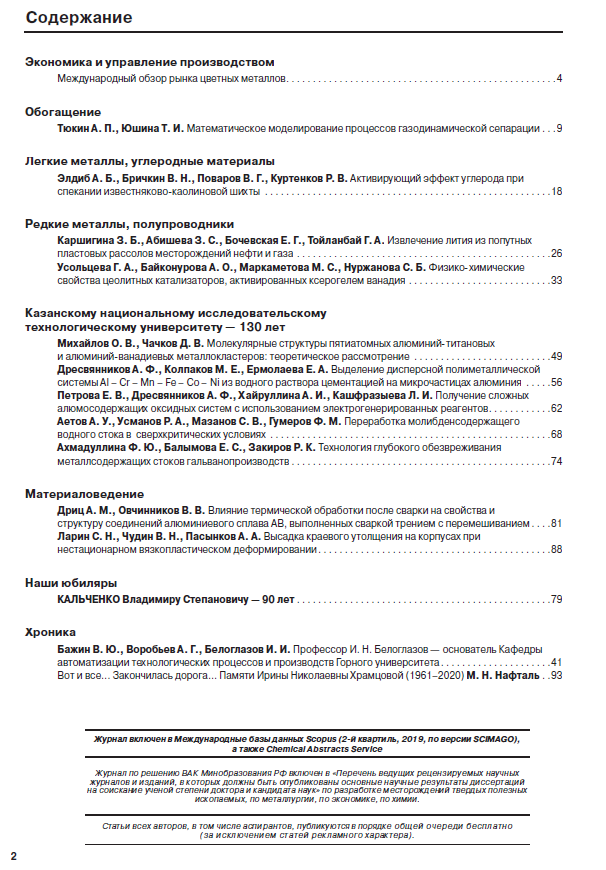 Содержание
Экономика и управление производством
Международный обзор рынка цветных металлов. . . . . . . . . . . . . . . . . . . . . . . . . . . . . . . . . . . . . . . . . . . . . . . . . . . .4
Обогащение
Тюкин А. П., Юшина Т. И. Математическое моделирование процессов газодинамической сепарации . . .9
Легкие металлы, углеродные материалы
Элдиб А. Б., Бричкин В. Н., Поваров В. Г., Куртенков Р. В. Активирующий эффект углерода при
спекании известняково-каолиновой шихты . . . . . . . . . . . . . . . . . . . . . . . . . . . . . . . . . . . . . . . . . . . . . . . . . . . . . . .18
Редкие металлы, полупроводники
Каршигина З. Б., Абишева З. С., Бочевская Е. Г., Тойланбай Г. А. Извлечение лития из попутных
пластовых рассолов месторождений нефти и газа . . . . . . . . . . . . . . . . . . . . . . . . . . . . . . . . . . . . . . . . . . . . . . . .26
Усольцева Г. А., Байконурова А. О., Маркаметова М. С., Нуржанова С. Б. Физико-химические
свойства цеолитных катализаторов, активированных ксерогелем ванадия . . . . . . . . . . . . . . . . . . . . . . . . . . .33
Казанскому национальному исследовательскому
технологическому университету — 130 лет
Михайлов О. В., Чачков Д. В. Молекулярные структуры пятиатомных алюминий-титановых
и алюминий-ванадиевых металлокластеров: теоретическое рассмотрение . . . . . . . . . . . . . . . . . . . . . . . . . .49
Дресвянников А. Ф., Колпаков М. Е., Ермолаева Е. А. Выделение дисперсной полиметаллической
системы Al – Cr – Mn – Fe – Co – Ni из водного раствора цементацией на микрочастицах алюминия . . . . .56
Петрова Е. В., Дресвянников А. Ф., Хайруллина А. И., Кашфразыева Л. И. Получение сложных
алюмосодержащих оксидных систем с использованием электрогенерированных реагентов. . . . . . . . . . . .62
Аетов А. У., Усманов Р. А., Мазанов С. В., Гумеров Ф. М. Переработка молибденсодержащего
водного стока в сверхкритических условиях . . . . . . . . . . . . . . . . . . . . . . . . . . . . . . . . . . . . . . . . . . . . . . . . . . . . .68
Ахмадуллина Ф. Ю., Балымова Е. С., Закиров Р. К. Технология глубокого обезвреживания
металлсодержащих стоков гальванопроизводств . . . . . . . . . . . . . . . . . . . . . . . . . . . . . . . . . . . . . . . . . . . . . . . . .74
Материаловедение
Дриц А. М., Овчинников В. В. Влияние термической обработки после сварки на свойства и
структуру соединений алюминиевого сплава АВ, выполненных сваркой трением с перемешиванием . . . .81
Ларин С. Н., Чудин В. Н., Пасынков А. А. Высадка краевого утолщения на корпусах при
нестационарном вязкопластическом деформировании . . . . . . . . . . . . . . . . . . . . . . . . . . . . . . . . . . . . . . . . . . . .88
Наши юбиляры
КАЛЬЧЕНКО Владимиру Степановичу — 90 лет . . . . . . . . . . . . . . . . . . . . . . . . . . . . . . . . . . . . . . . . . . . . . . . . .79
Хроника
Бажин В. Ю., Воробьев А. Г., Белоглазов И. И. Профессор И. Н. Белоглазов — основатель Кафедры
автоматизации технологических процессов и производств Горного университета . . . . . . . . . . . . . . . . . . . . .41
Вот и все... Закончилась дорога... Памяти Ирины Николаевны Храмцовой (1961–2020) М. Н. Нафталь . .93
Журнал включен в Международные базы данных Scopus (2-й квартиль, 2019, по версии SCIMAGO),
а также Chemical Abstracts Service
Журнал по решению ВАК Минобразования РФ включен в «Перечень ведущих рецензируемых научных
журналов и изданий, в которых должны быть опубликованы основные научные результаты диссертаций
на соискание ученой степени доктора и кандидата наук» по разработке месторождений твердых полезных
ископаемых, по металлургии, по экономике, по химии.
Статьи всех авторов, в том числе аспирантов, публикуются в порядке общей очереди бесплатно
(за исключением статей рекламного характера).
2